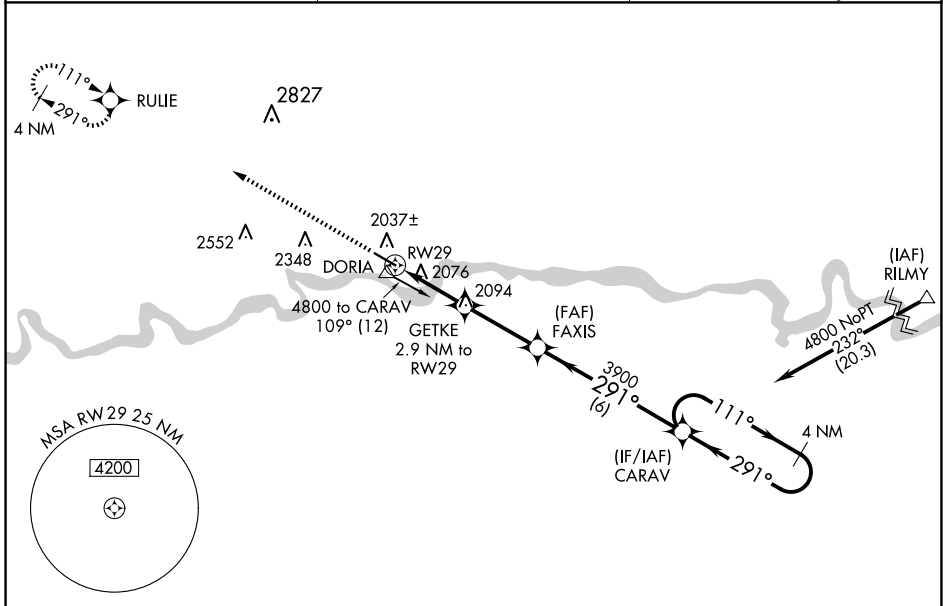 111°
291°
4 NM
RULIE
2827
2552
2348
2037±
DORIA
RW29
2076
2094
4800 to CARAV
109° (12)
GETKE
2.9 NM to
RW29
(FAF)
FAXIS
(IAF)
RILMY
4800 NoPT
232°
(20.3)
3900
291°
(6)
111°
4 NM
291°
(IF/IAF)
CARAV
MSA RW29 25 NM
4200